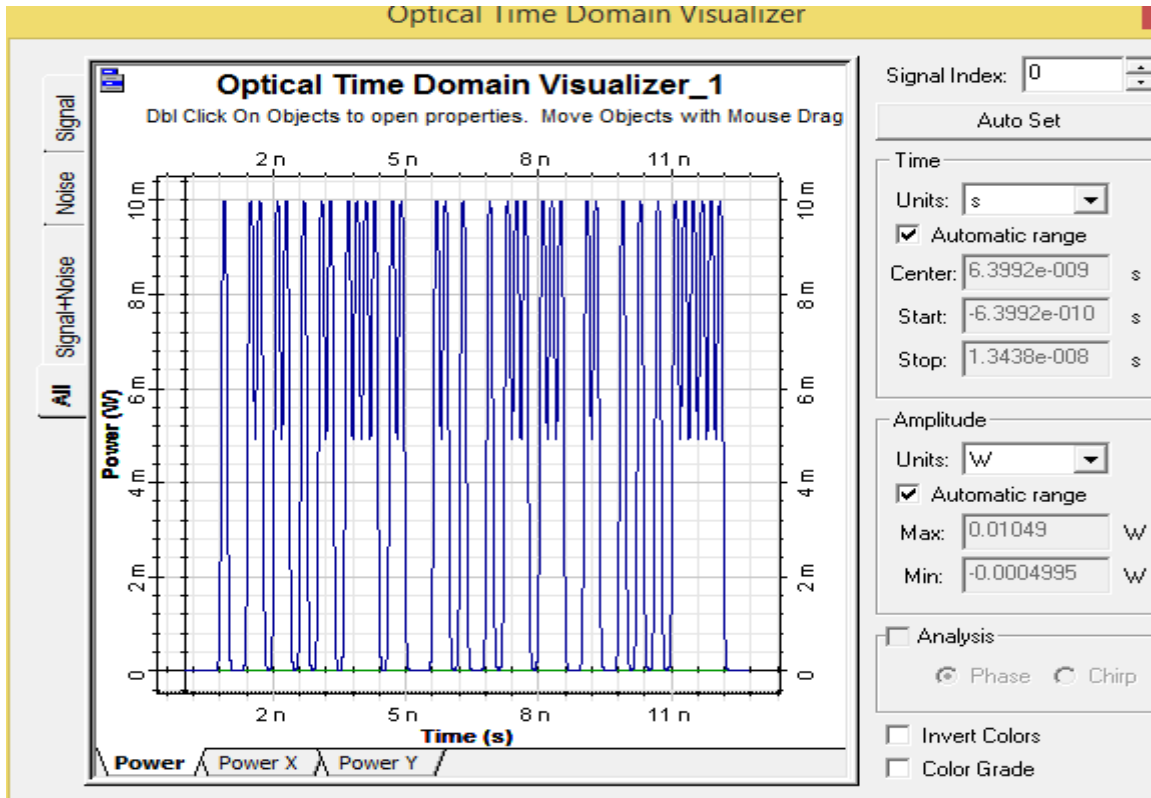 Optical Time Domain Visualizer
Signal
Noise
Signal+Noise
All
Optical Time Domain Visualizer_1
Dbl Click On Objects to open properties. Move Objects with Mouse Drag
2 n 5 n 8 n 11 n
10 m
8 m
6 m
4 m
2 m
0
Power (W)
10 m
8 m
6 m
4 m
2 m
0
2 n 5 n 8 n 11 n
Time (s)
Power Power X Power Y
Signal Index: 0
Auto Set
Time
Units: s
Automatic range
Center: 6.3992e-009 s
Start: -6.3992e-010 s
Stop: 1.3438e-008 s
Amplitude
Units: W
Automatic range
Max: 0.01049 W
Min: -0.0004995 W
Analysis
Phase Chirp
Invert Colors
Color Grade